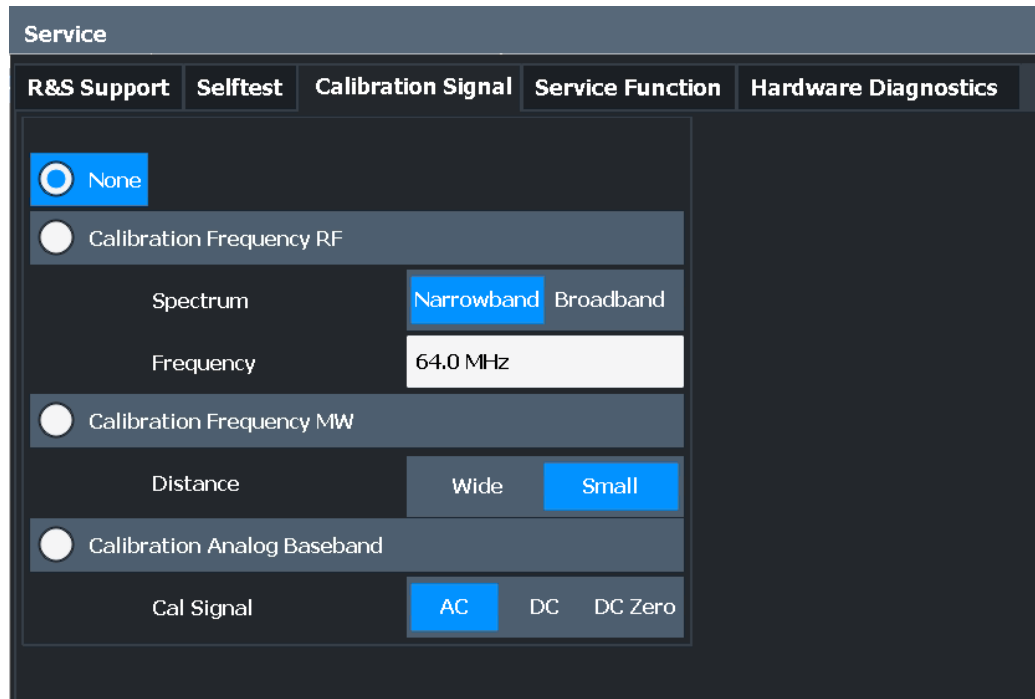 Service
R&S Support Selftest Calibration Signal Service Function Hardware Diagnostics
None
Calibration Frequency RF
Spectrum Narrowband Broadband
Frequency 64.0 MHz
Calibration Frequency MW
Distance Wide Small
Calibration Analog Baseband
Cal Signal AC DC DC Zero